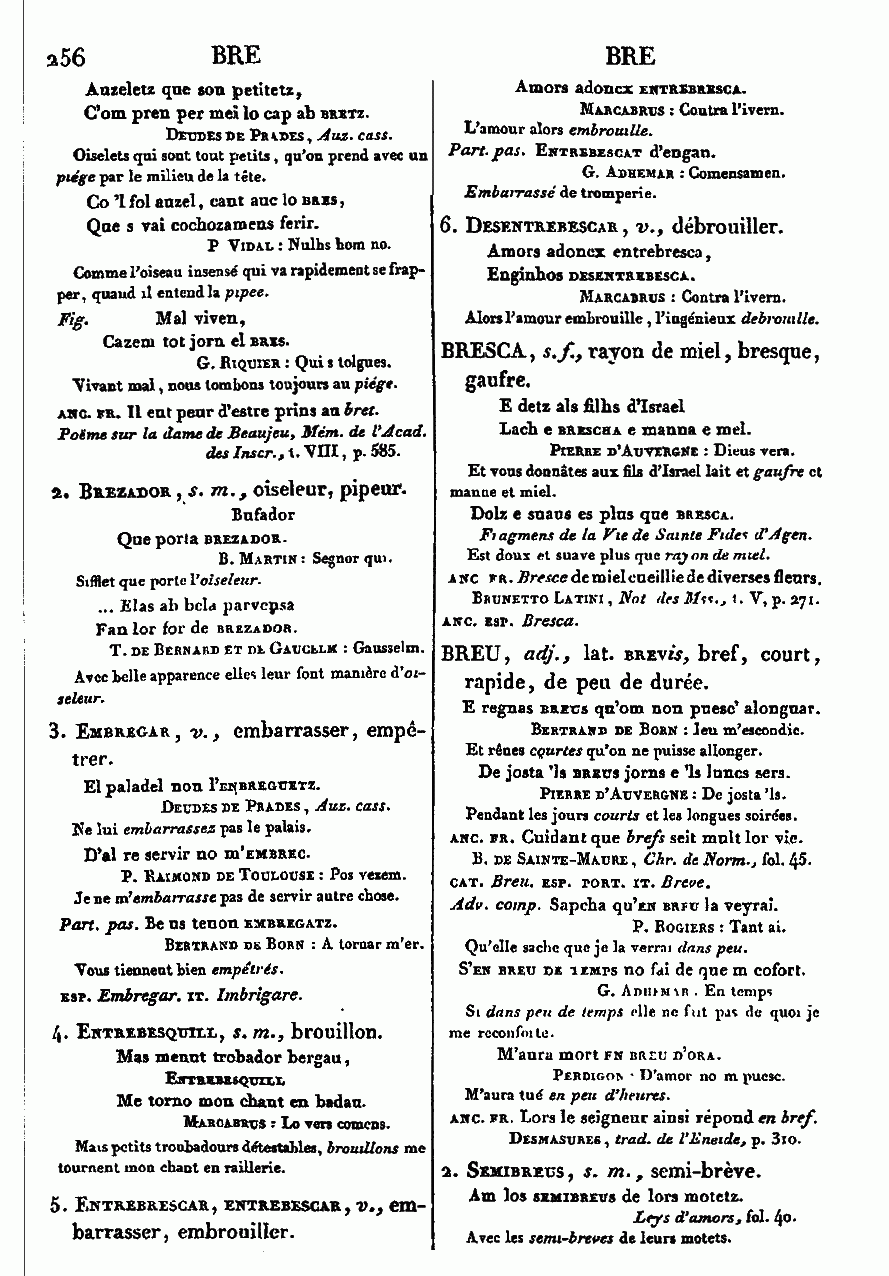 256 BRE BRE
Auzeletz que son petitetz,
C'om pren per mei lo cap ab BRETZ.
DEUDES DE PRADES, Auz. cass.
Oiselets qui sont tout petits, qu'on prend avec un
piége par le milieu de la tête.
Co 'l fol auzel, cant auc lo BRES,
Que s vai cochozamens ferir.
P VIDAL : Nulhs hom no.
Comme l'oiseau insensé qui va rapidement se frap-
per, quand il entend la pipee.
Fig. Mal viven,
Cazem tot jorn el BRES.
G. RIQUIER : Qui s tolgues.
Vivant mal, nous tombons toujours au piége.
ANC. FR. Il ent peur d'estre prins au bret.
Poëme sur la dame de Beaujeu, Mém. de l'Acad.
des Inscr., t. VIII, p. 585.
2. BREZADOR, s. m., oiseleur, pipeur.
Bufador
Que porta BREZADOR.
B. MARTIN : Segnor qui.
Sifflet que porte l'oiseleur.
... Elas ab bela parvensa
Fan lor for de BREZADOR.
T. DE BERNARD ET DE GAUCELM : Gausselm.
Avec belle apparence elles leur font manière d'oi-
seleur.
3. EMBREGAR, v., embarrasser, empê-
trer.
El paladel non l'EMBREGUETZ.
DEUDES DE PRADES, Auz. cass.
Ne lui embarrassez pas le palais.
D'al re servir no m'EMBREC.
P. RAIMOND DE TOULOUSE : Pos vezem.
Je ne m'embarrasse pas de servir autre chose.
Part. pas. Be us tenon EMBREGATZ.
BERTRAND DE BORN : A tornar m'er.
Vous tiennent bien empétrés.
ESP. Embregar. IT. Imbrigare.
4. ENTREBESQUILL, s. m., brouillon.
Mas menut trobador bergau,
ENTREBESQUILL
Me torno mon chant en badau.
MARCABRUS : Lo vers comens.
Mais petits troubadours détestables, brouillons me
tournent mon chant en raillerie.
5. ENTREBRESCAR, ENTREBESCAR, v., em-
barrasser, embrouiller.
Amors adoncx ENTREBRESCA.
MARCABRUS : Contra l'ivern.
L'amour alors embrouille.
Part. pas. ENTREBESCAT d'engan.
G. ADHEMAR : Comensamen.
Embarrassé de tromperie.
6. DESENTREBESCAR, v., débrouiller.
Amors adoncx entrebresca,
Enginhos DESENTREBESCA.
MARCABRUS : Contra l'ivern.
Alors l'amour embrouille, l'ingénieux debrouille.
BRESCA, s. f., rayon de miel, bresque,
gaufre.
E detz als filhs d'Israel
Lach e BRESCHA e manna e mel.
PIERRE D'AUVERGNE : Dieus vera.
Et vous donnâtes aux fils d'Israel lait et gaufre et
manne et miel.
Dolz e suaus es plus que BRESCA.
Fragmens de la Vie de Sainte Fides d'Agen.
Est doux et suave plus que rayon de miel.
ANC FR. Bresce de miel cueillie de diverses fleurs.
BRUNETTO LATINI, Not des Mss., t. V, p. 271.
ANC. ESP. Bresca.
BREU, adj., lat. BREVis, bref, court,
rapide, de peu de durée.
E regnas BREUS qu'om non puesc' alonguar.
BERTRAND DE BORN : Ieu m'escondic.
Et rênes courtes qu'on ne puisse allonger.
De josta 'ls BREUS jorns e 'ls luncs sers.
PIERRE D'AUVERGNE : De josta 'ls.
Pendant les jours courts et les longues soirées.
ANC. FR. Cuidant que brefs seit mult lor vie.
B. DE SAINTE-MAURE, Chr. de Norm., fol. 45.
CAT. Breu. ESP. PORT. IT. Breve.
Adv. comp. Sapcha qu'EN BREU la veyrai.
P. ROGIERS : Tant ai.
Qu'elle sache que je la verrai dans peu.
S'EN BREU DE TEMPS no fai de que m cofort.
G. ADHEMAR. En temps
Si dans peu de temps elle ne fait pas de quoi je
me reconforte.
M'aura mort EN BREU D'ORA.
PERDIGON : D'amor no m puesc.
M'aura tué en peu d'heures.
ANC. FR. Lors le seigneur ainsi répond en bref.
DESMASURES, trad. de l'Eneide, p. 310.
2. SEMIBREUS, s. m., semi-brève.
Am los SEMIBREUS de lors motetz.
Leys d'amors, fol. 40.
Avec les semi-breves de leurs motets.